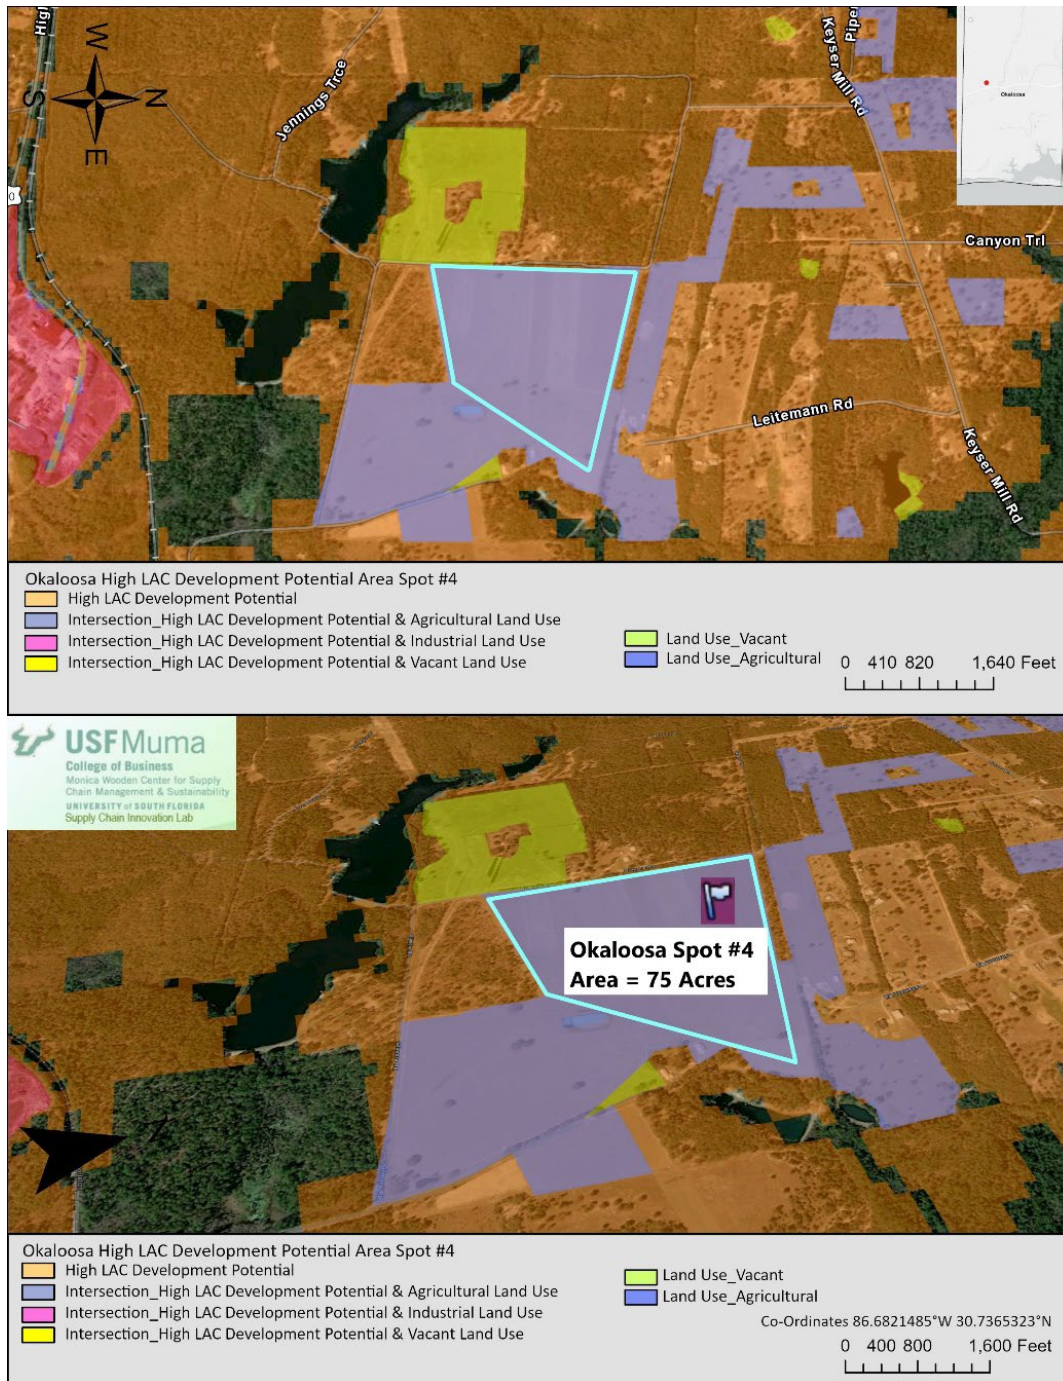 High
W
N
S
E
Jennings Trce
Keyser Mill Rd
Piper
Okaloosa
0
Canyon Trl
Leitemann Rd
Keyser Mill Rd
Okaloosa High LAC Development Potential Area Spot #4
High LAC Development Potential
Intersection_High LAC Development Potential & Agricultural Land Use
Intersection_High LAC Development Potential & Industrial Land Use
Intersection_High LAC Development Potential & Vacant Land Use
Land Use_Vacant
Land Use_Agricultural
0 410 820 1,640 Feet
USF Muma
College of Business
Monica Wooden Center for Supply
Chain Management & Sustainability
UNIVERSITY of SOUTH FLORIDA
Supply Chain Innovation Lab
Okaloosa Spot #4
Area = 75 Acres
Okaloosa High LAC Development Potential Area Spot #4
High LAC Development Potential
Intersection_High LAC Development Potential & Agricultural Land Use
Intersection_High LAC Development Potential & Industrial Land Use
Intersection_High LAC Development Potential & Vacant Land Use
Land Use_Vacant
Land Use_Agricultural
Co-Ordinates 86.6821485°W 30.7365323°N
0 400 800 1,600 Feet